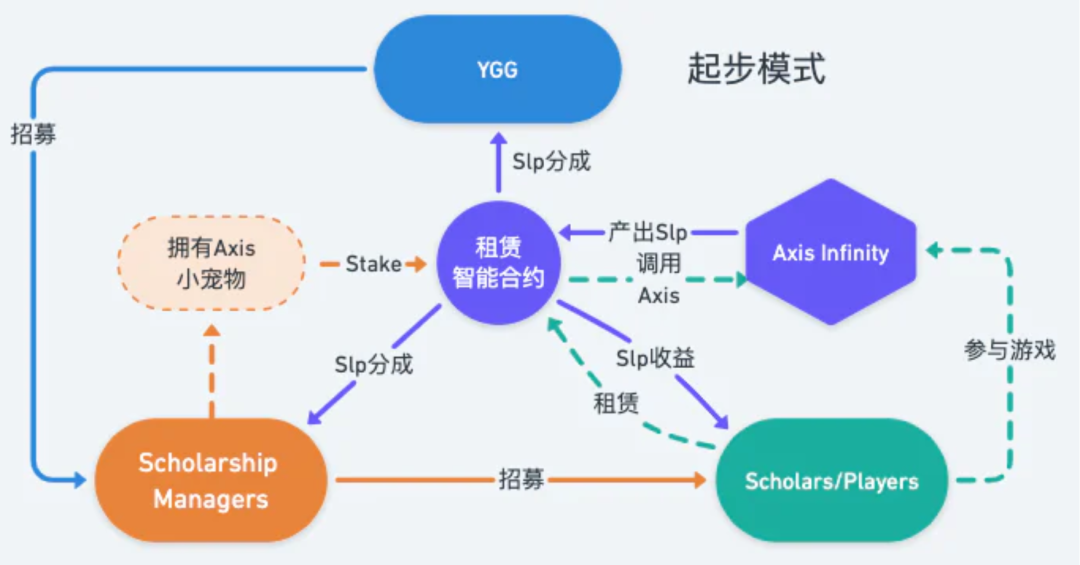 YGG
起步模式
招募
Slp分成
拥有Axis
小宠物
Stake
租赁
智能合约
产出Slp
调用
Axis
Axis Infinity
Slp分成
Slp收益
租赁
参与游戏
Scholarship
Managers
招募
Scholars/Players